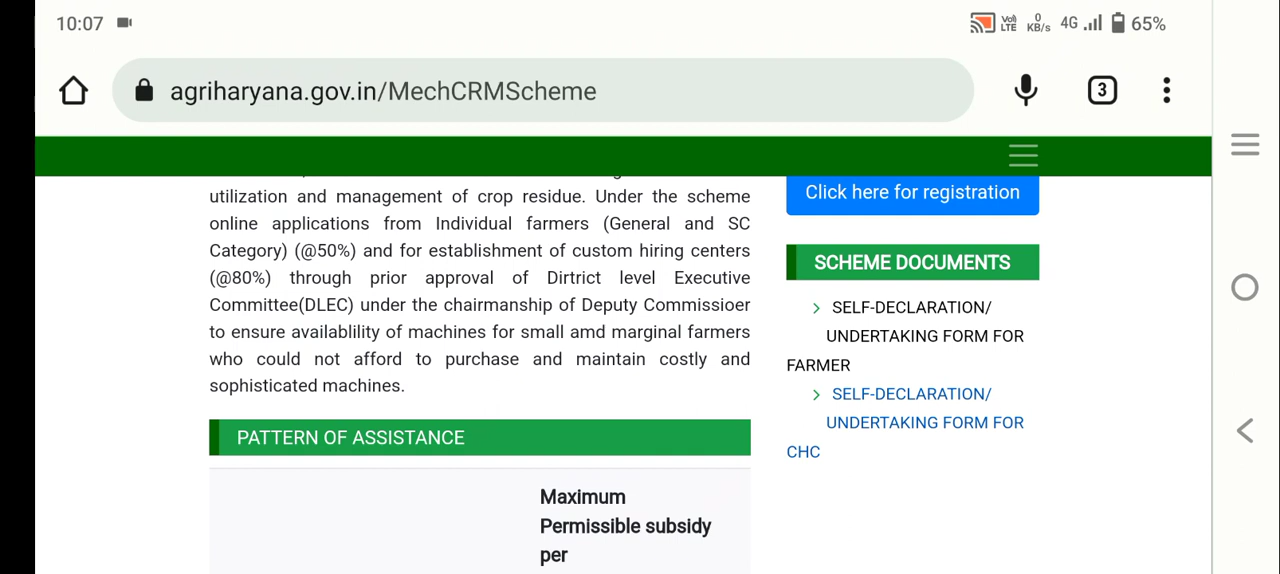 10:07
Vo) LTE
0 KB/s
4G
65%
agriharyana.gov.in/MechCRMScheme
3
utilization and management of crop residue. Under the scheme
online applications from Individual farmers (General and SC
Category) (@50%) and for establishment of custom hiring centers
(@80%) through prior approval of Dirtrict level Executive
Committee(DLEC) under the chairmanship of Deputy Commissioer
to ensure availablility of machines for small amd marginal farmers
who could not afford to purchase and maintain costly and
sophisticated machines.
PATTERN OF ASSISTANCE
Maximum
Permissible subsidy
per
Click here for registration
SCHEME DOCUMENTS
SELF-DECLARATION/
UNDERTAKING FORM FOR
FARMER
SELF-DECLARATION/
UNDERTAKING FORM FOR
CHC